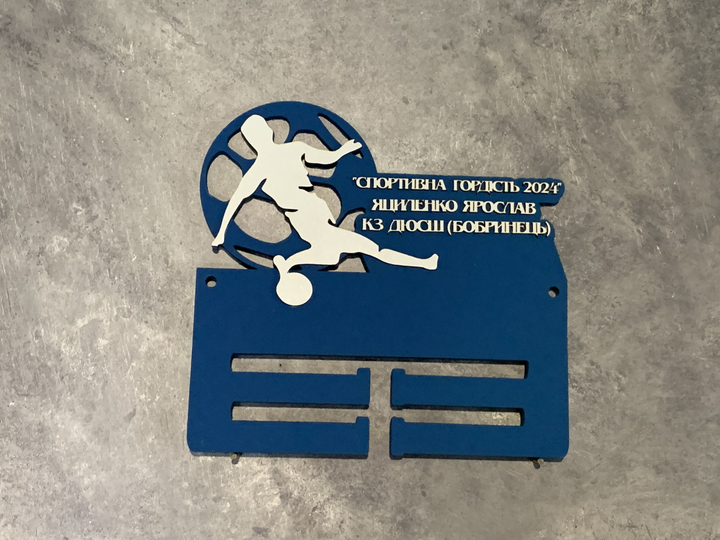 "СПОРТИВНА ГОРДІСТЬ 2024"
ЯЦИЛЕНКО ЯРОСЛАВ
КЗ ДЮСШ (БОБРИНЕЦЬ)